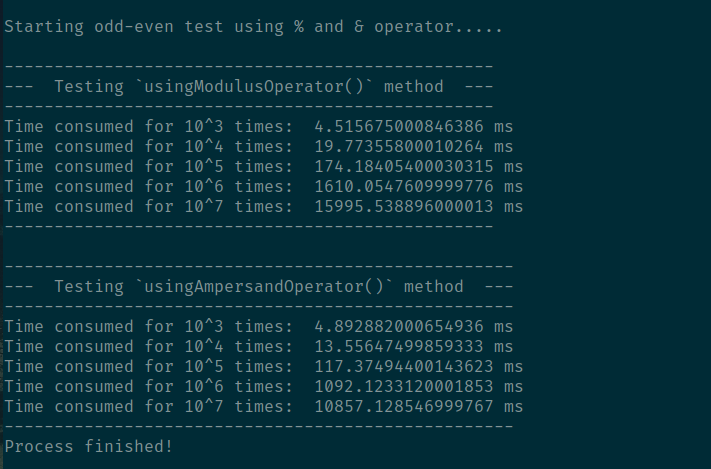 Starting odd-even test using % and & operator.....
-------------------------------------------------
---  Testing `usingModulusOperator()` method  ---
-------------------------------------------------
Time consumed for 10^3 times:  4.515675000846386 ms
Time consumed for 10^4 times:  19.77355800010264 ms
Time consumed for 10^5 times:  174.18405400030315 ms
Time consumed for 10^6 times:  1610.0547609999776 ms
Time consumed for 10^7 times:  15995.538896000013 ms
-------------------------------------------------
---------------------------------------------------
---  Testing `usingAmpersandOperator()` method  ---
---------------------------------------------------
Time consumed for 10^3 times:  4.892882000654936 ms
Time consumed for 10^4 times:  13.55647499859333 ms
Time consumed for 10^5 times:  117.37494400143623 ms
Time consumed for 10^6 times:  1092.1233120001853 ms
Time consumed for 10^7 times:  10857.128546999767 ms
---------------------------------------------------
Process finished!